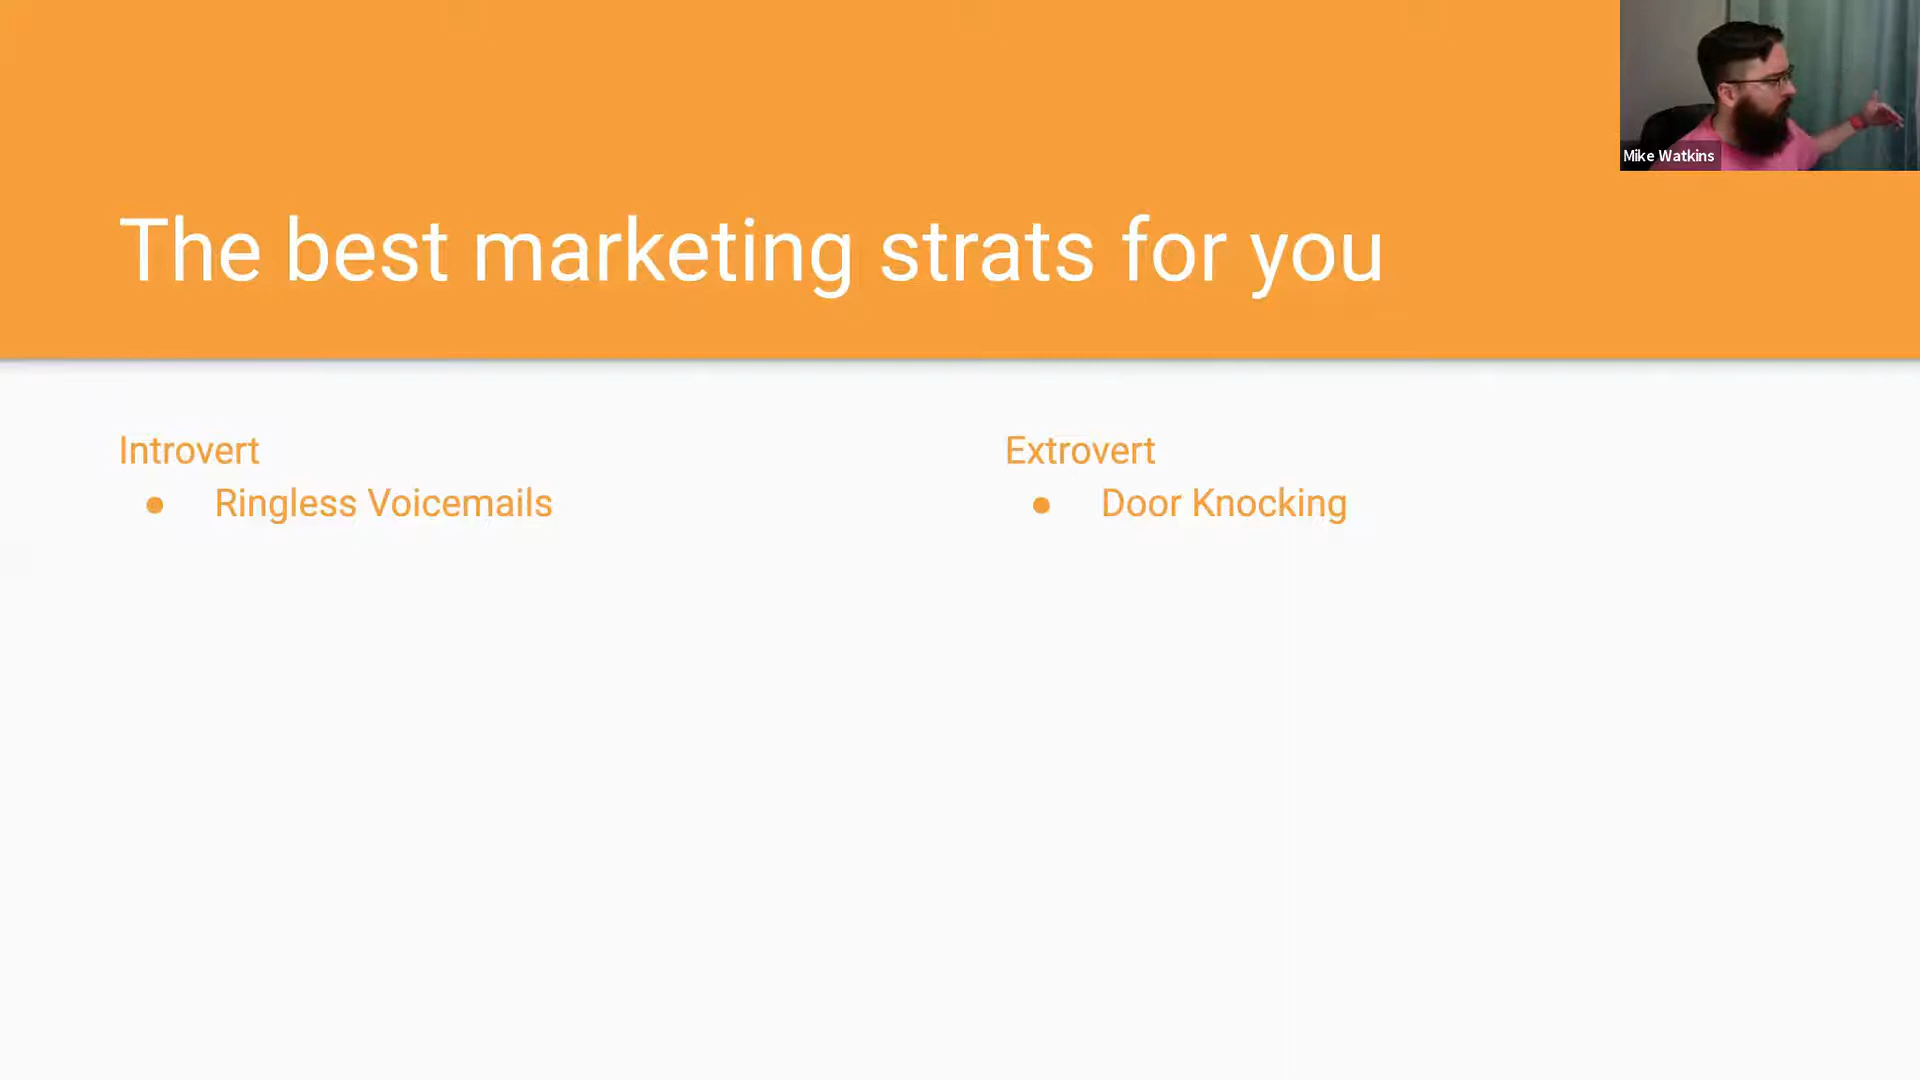 Mike Watkins
The best marketing strats for you
Introvert
● Ringless Voicemails
Extrovert
● Door Knocking